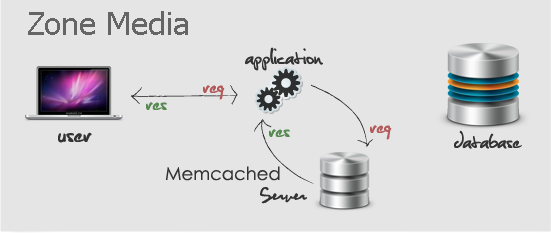 Zone Media
application
req
res
user
res
req
database
Memcached
Server